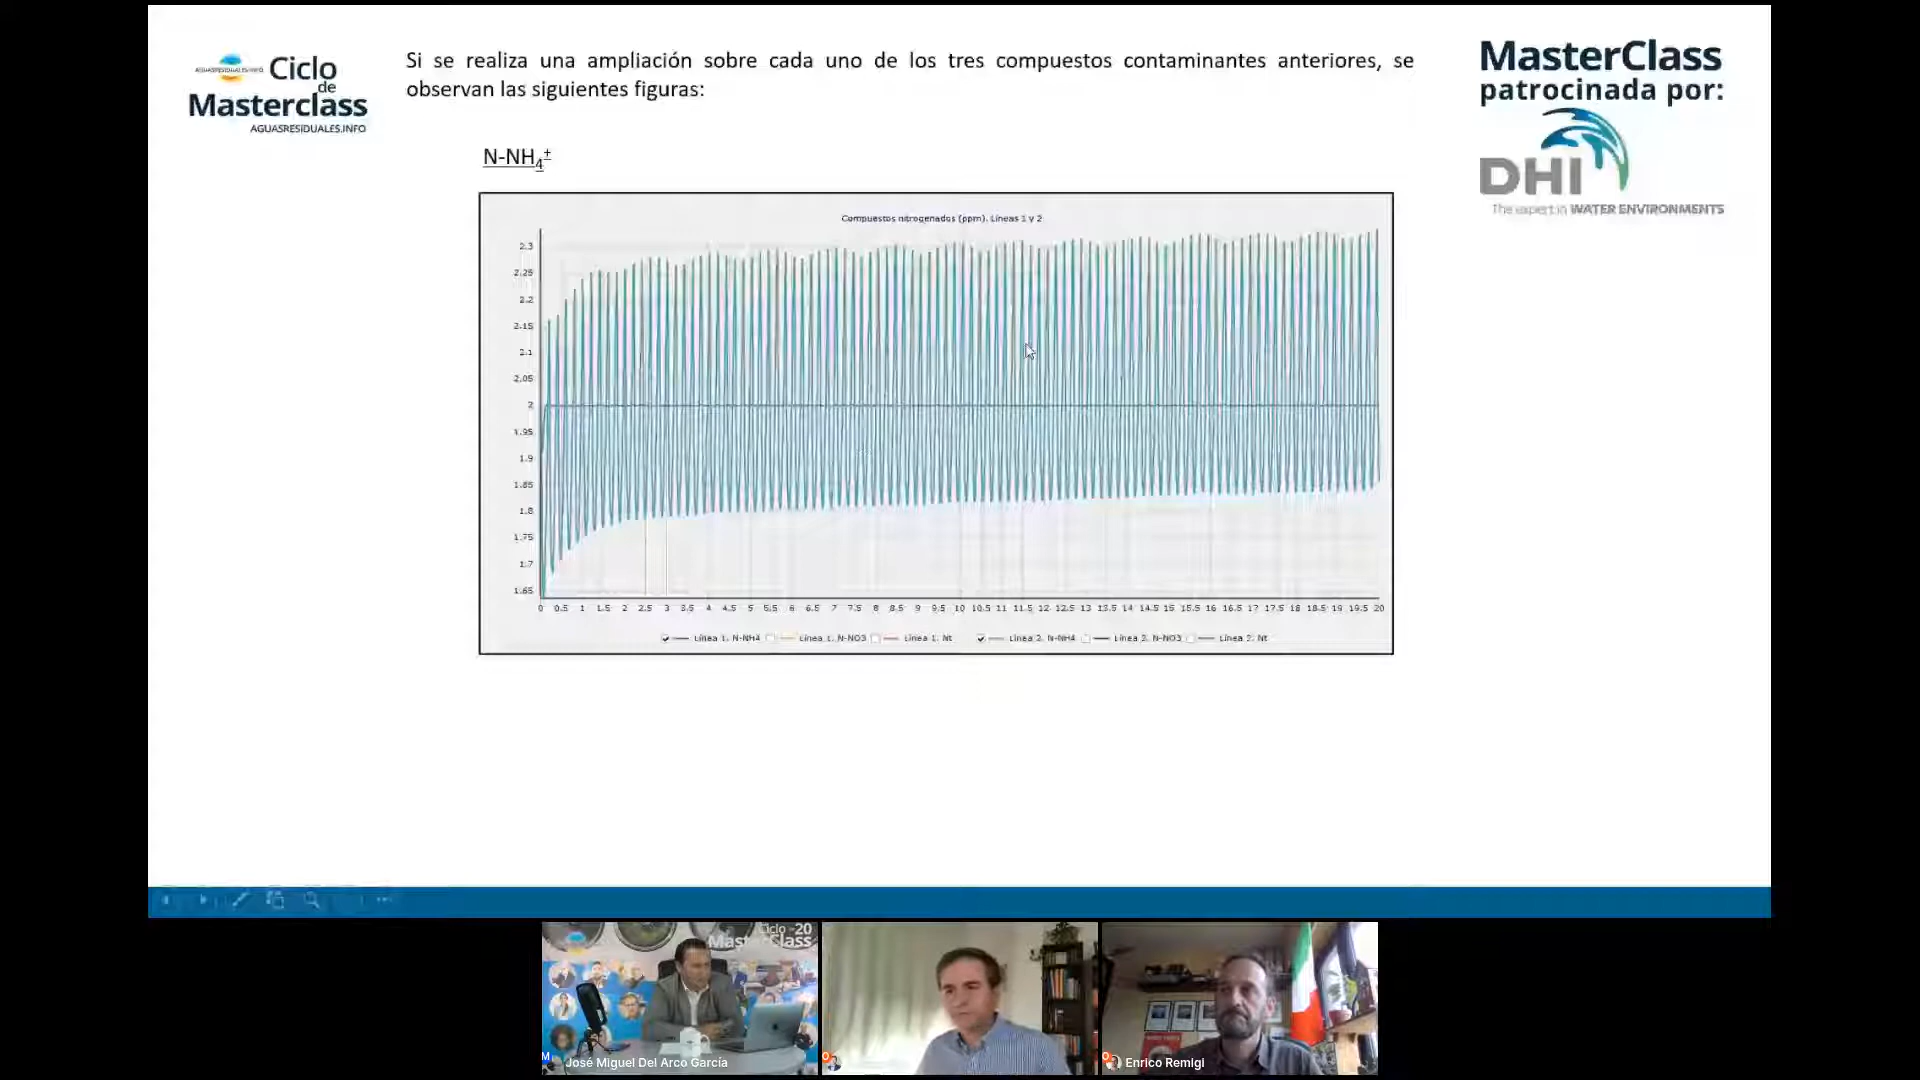 AGUASRESIDUALES.INFO
Ciclo
de
Masterclass
AGUASRESIDUALES.INFO
Si se realiza una ampliación sobre cada uno de los tres compuestos contaminantes anteriores, se
observan las siguientes figuras:
MasterClass
patrocinada por:
DHI
The expert in WATER ENVIRONMENTS
N-NH4+
Compuestos nitrogenados (ppm). Líneas 1 y 2
2.3
2.25
2.2
2.15
2.1
2.05
2
1.95
1.9
1.85
1.8
1.75
1.7
1.65
0 0.5 1 1.5 2 2.5 3 3.5 4 4.5 5 5.5 6 6.5 7 7.5 8 8.5 9 9.5 10 10.5 11 11.5 12 12.5 13 13.5 14 14.5 15 15.5 16 16.5 17 17.5 18 18.5 19 19.5 20
Línea 1. N-NH4 Línea 1. N-NO3 Línea 1. Nt Línea 2. N-NH4 Línea 2. N-NO3 Línea 2. Nt
Ciclo -20
MasterClass
José Miguel Del Arco García
Enrico Remigi